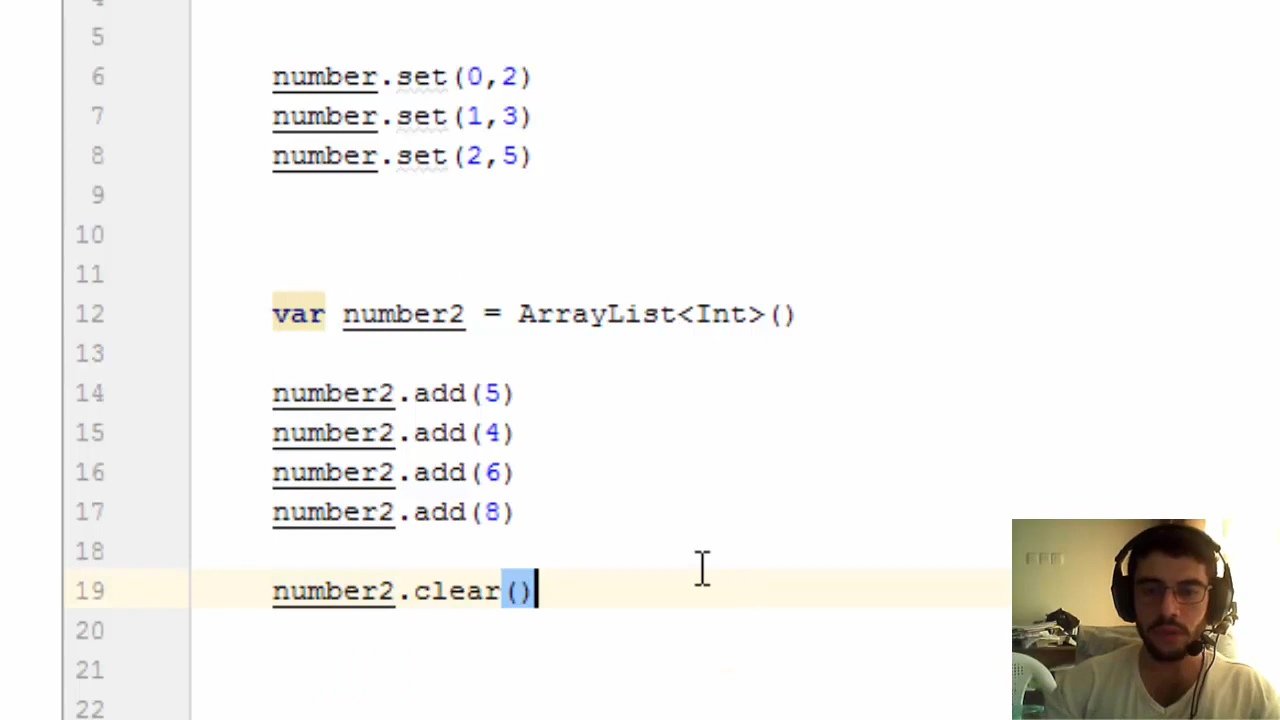 5
6 number.set(0,2)
7 number.set(1,3)
8 number.set(2,5)
9
10
11
12 var number2 = ArrayList<Int>()
13
14 number2.add(5)
15 number2.add(4)
16 number2.add(6)
17 number2.add(8)
18
19 number2.clear()
20
21
22